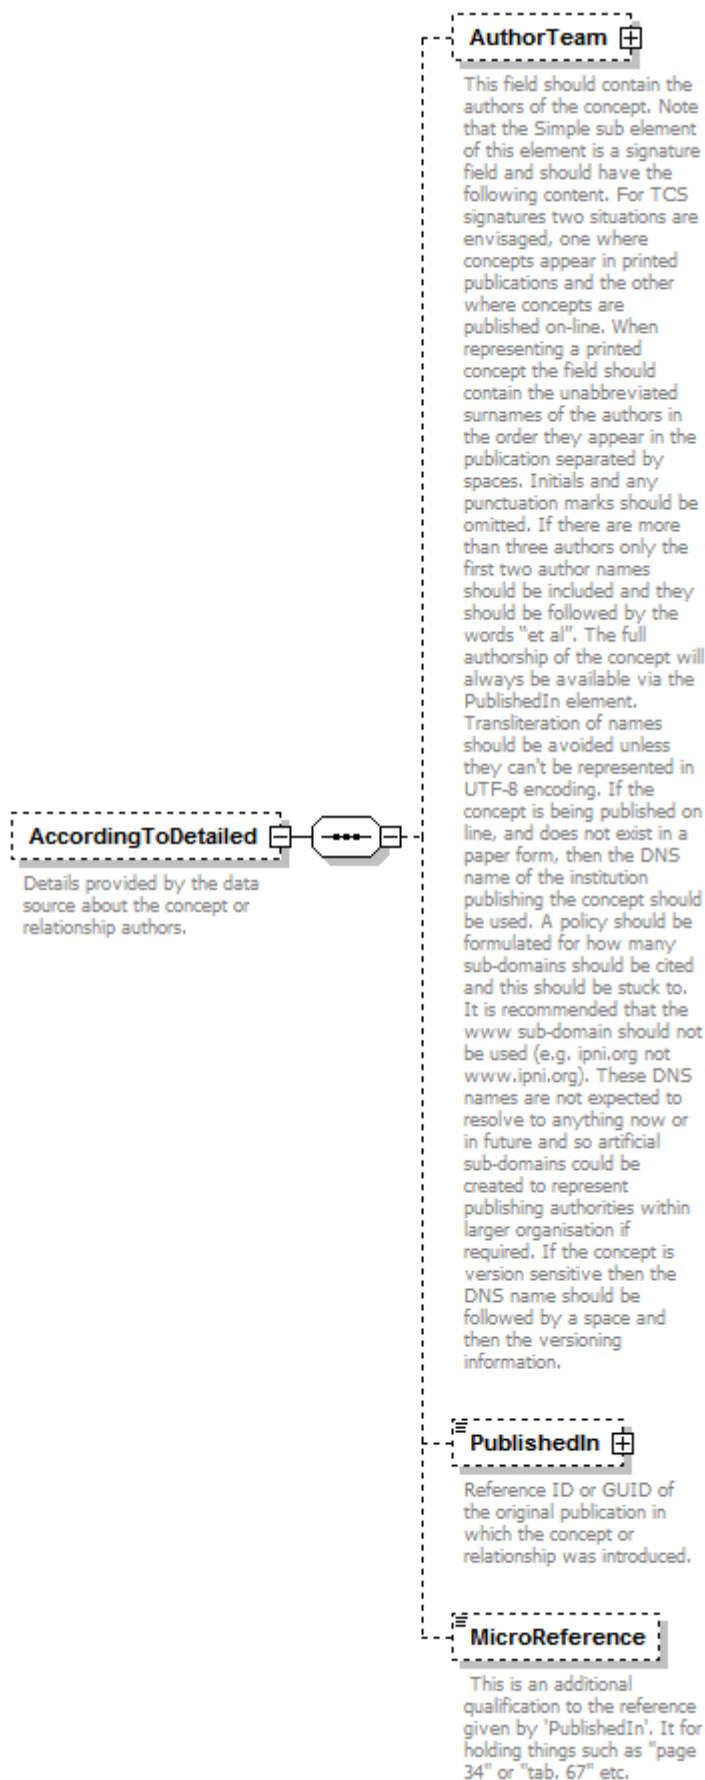 AuthorTeam
This field should contain the
authors of the concept. Note
that the Simple sub element
of this element is a signature
field and should have the
following content. For TCS
signatures two situations are
envisaged, one where
concepts appear in printed
publications and the other
where concepts are
published on-line. When
representing a printed
concept the field should
contain the unabbreviated
surnames of the authors in
the order they appear in the
publication separated by
spaces. Initials and any
punctuation marks should be
omitted. If there are more
than three authors only the
first two author names
should be included and they
should be followed by the
words “et al”. The full
authorship of the concept will
always be available via the
PublishedIn element.
Transliteration of names
should be avoided unless
they can't be represented in
UTF-8 encoding. If the
concept is being published on
line, and does not exist in a
paper form, then the DNS
name of the institution
publishing the concept should
be used. A policy should be
formulated for how many
sub-domains should be cited
and this should be stuck to.
It is recommended that the
www sub-domain should not
be used (e.g. ipni.org not
www.ipni.org). These DNS
names are not expected to
resolve to anything now or
in future and so artificial
sub-domains could be
created to represent
publishing authorities within
larger organisation if
required. If the concept is
version sensitive then the
DNS name should be
followed by a space and
then the versioning
information.
AccordingToDetailed
Details provided by the data
source about the concept or
relationship authors.
PublishedIn
Reference ID or GUID of
the original publication in
which the concept or
relationship was introduced.
MicroReference
This is an additional
qualification to the reference
given by 'PublishedIn'. It for
holding things such as "page
34" or "tab. 67" etc.